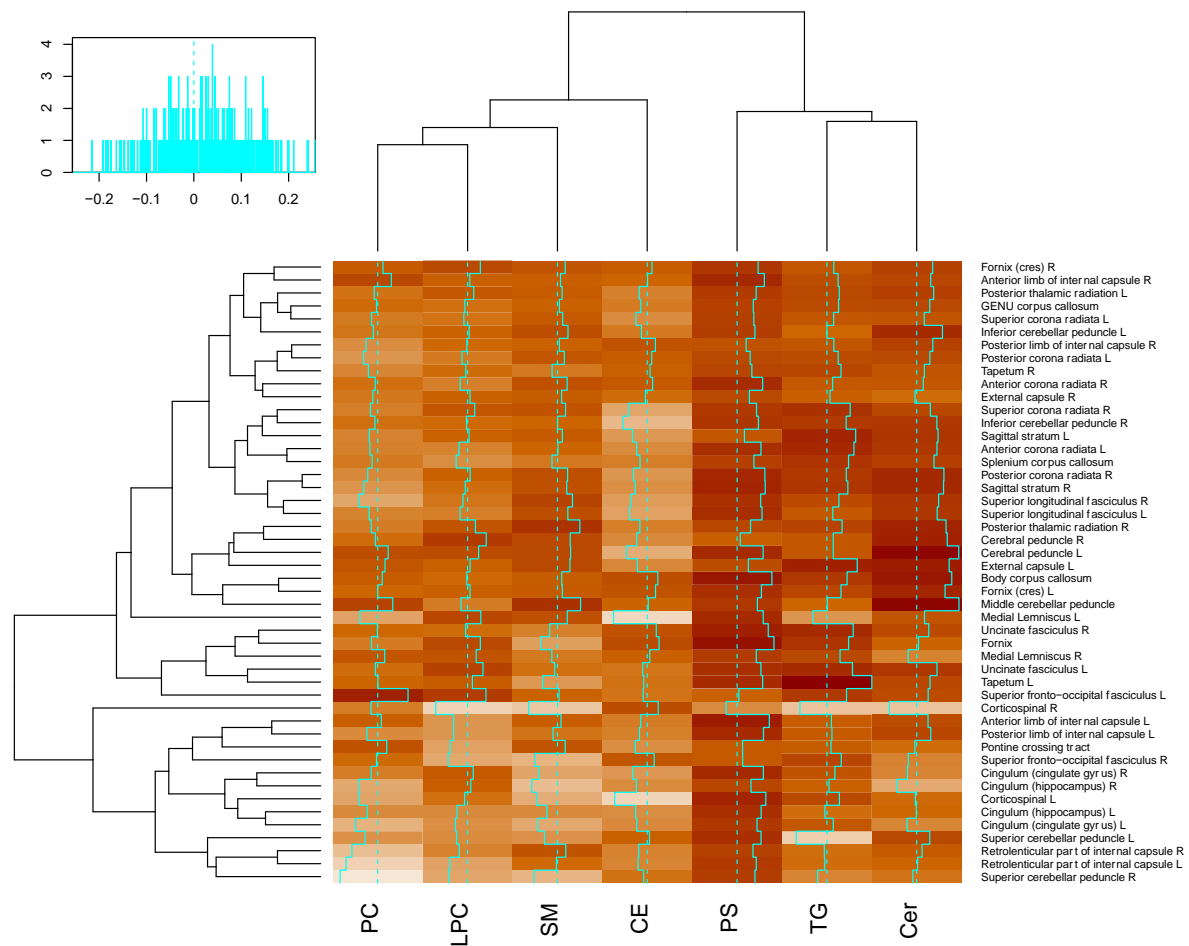 4
3
2
1
0
−0.2 −0.1 0 0.1 0.2
Fornix (cres) R
Anterior limb of internal capsule R
Posterior thalamic radiation L
GENU corpus callosum
Superior corona radiata L
Inferior cerebellar peduncle L
Posterior limb of internal capsule R
Posterior corona radiata L
Tapetum R
Anterior corona radiata R
External capsule R
Superior corona radiata R
Inferior cerebellar peduncle R
Sagittal stratum L
Anterior corona radiata L
Splenium corpus callosum
Posterior corona radiata R
Sagittal stratum R
Superior longitudinal fasciculus R
Superior longitudinal fasciculus L
Posterior thalamic radiation R
Cerebral peduncle R
Cerebral peduncle L
External capsule L
Body corpus callosum
Fornix (cres) L
Middle cerebellar peduncle
Medial Lemniscus L
Uncinate fasciculus R
Fornix
Medial Lemniscus R
Uncinate fasciculus L
Tapetum L
Superior fronto−occipital fasciculus L
Corticospinal R
Anterior limb of internal capsule L
Posterior limb of internal capsule L
Pontine crossing tract
Superior fronto−occipital fasciculus R
Cingulum (cingulate gyrus) R
Cingulum (hippocampus) R
Corticospinal L
Cingulum (hippocampus) L
Cingulum (cingulate gyrus) L
Superior cerebellar peduncle L
Retrolenticular part of internal capsule R
Retrolenticular part of internal capsule L
Superior cerebellar peduncle R
PC LPC SM CE PS TG Cer